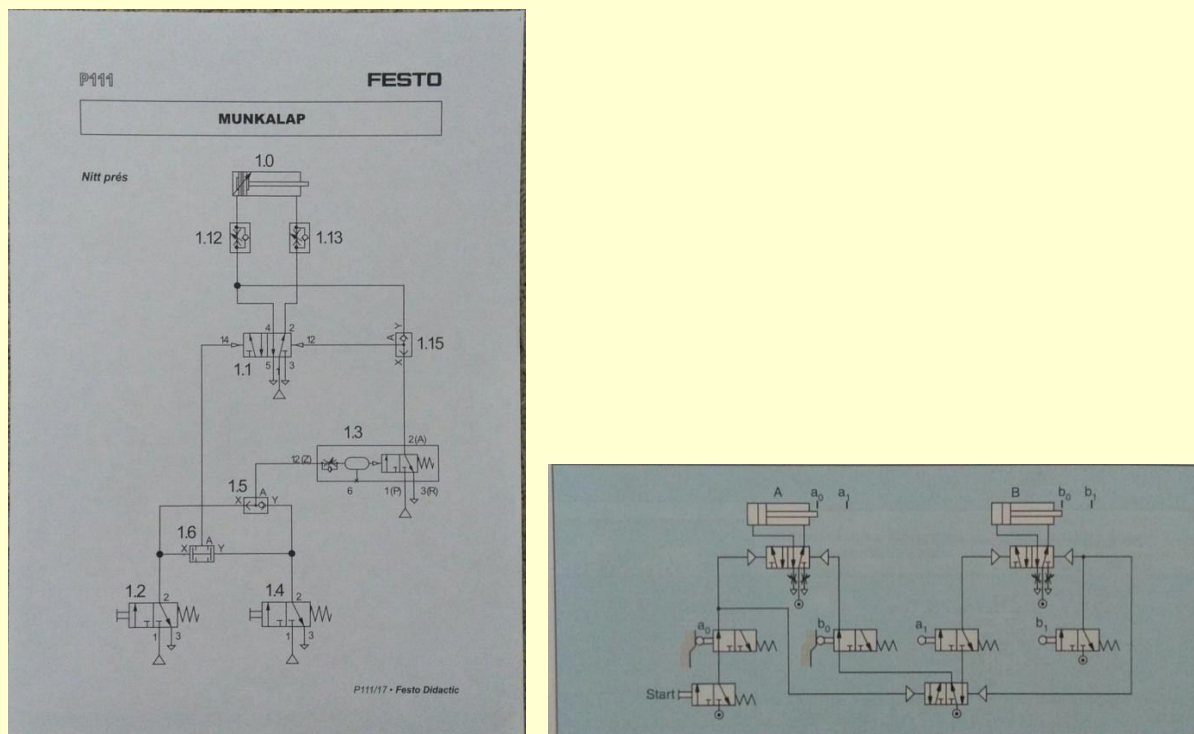 P111 FESTO
MUNKALAP
Nitt prés
1.0
1.12 1.13
4 2
Y
14 12 A 1.15
1.1 5 1 3 X
1.3
2(A)
12(Z)
6 1(P) 3(R)
1.5
X A Y
1.6
X A Y
1.2 1.4
2 2
1 3 1 3
P111/17 • Festo Didactic
A a₀ a₁ B b₀ b₁
a₀ b₀ a₁ b₁
Start